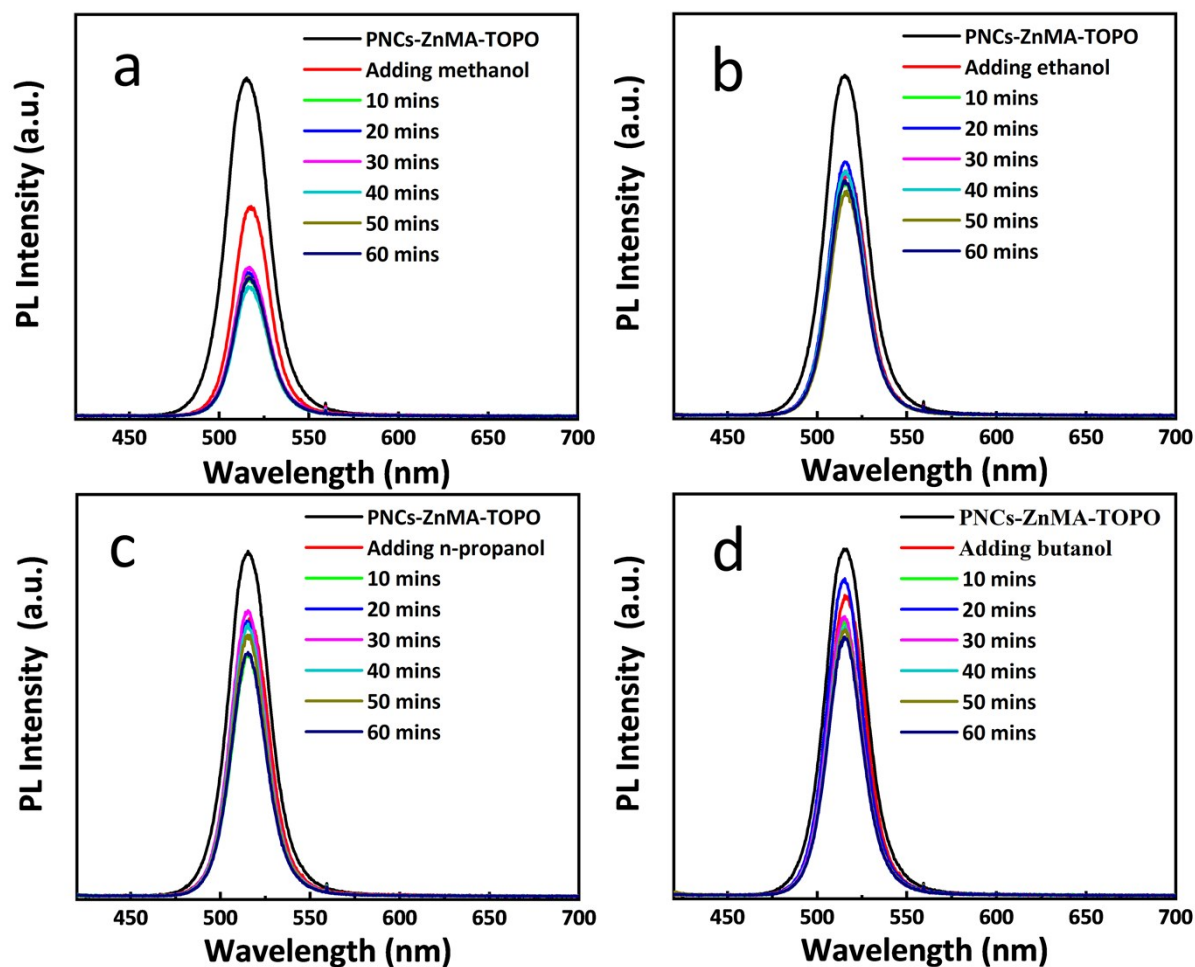 a
PNCs-ZnMA-TOPO
Adding methanol
10 mins
20 mins
30 mins
40 mins
50 mins
60 mins
PL Intensity (a.u.)
450 500 550 600 650 700
Wavelength (nm)
b
PNCs-ZnMA-TOPO
Adding ethanol
10 mins
20 mins
30 mins
40 mins
50 mins
60 mins
PL Intensity (a.u.)
450 500 550 600 650 700
Wavelength (nm)
c
PNCs-ZnMA-TOPO
Adding n-propanol
10 mins
20 mins
30 mins
40 mins
50 mins
60 mins
PL Intensity (a.u.)
450 500 550 600 650 700
Wavelength (nm)
d
PNCs-ZnMA-TOPO
Adding butanol
10 mins
20 mins
30 mins
40 mins
50 mins
60 mins
PL Intensity (a.u.)
450 500 550 600 650 700
Wavelength (nm)